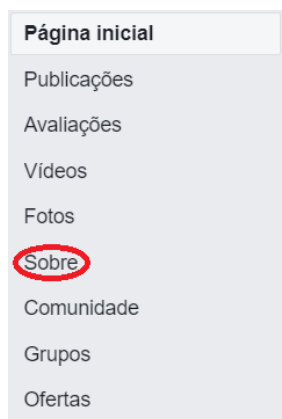 Página inicial
Publicações
Avaliações
Vídeos
Fotos
Sobre
Comunidade
Grupos
Ofertas